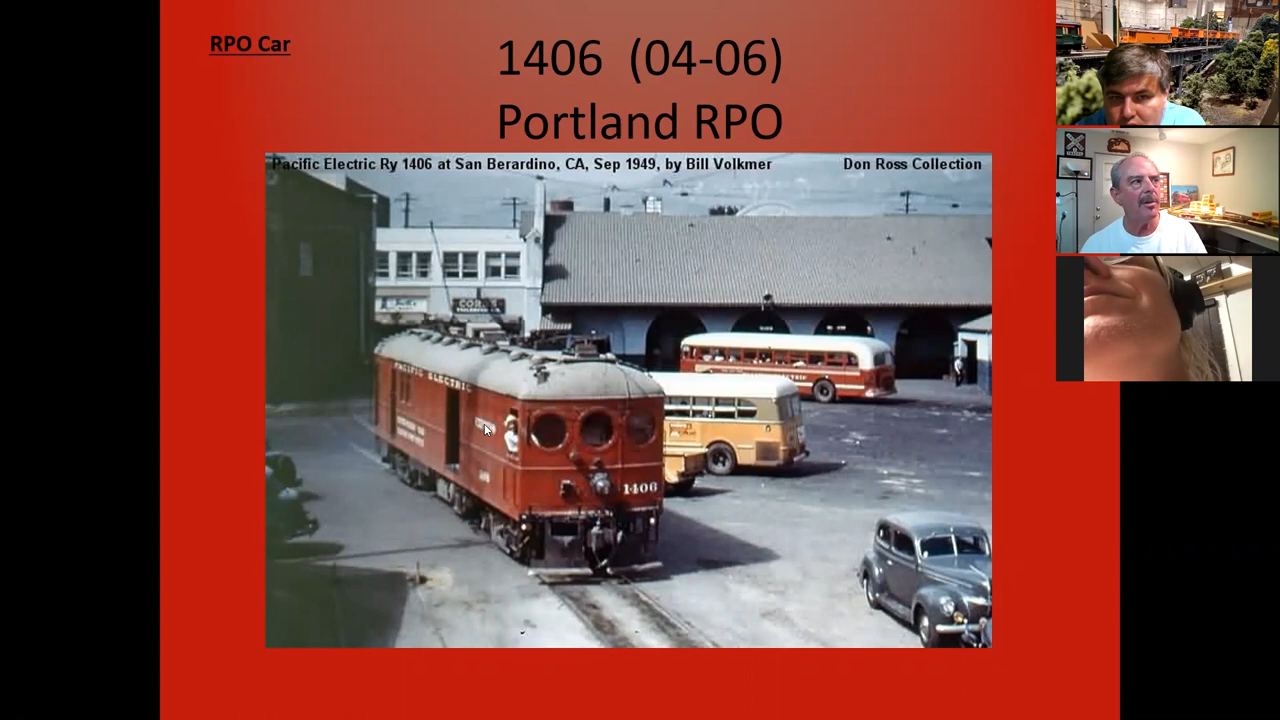 RPO Car
1406 (04-06)
Portland RPO
Pacific Electric Ry 1406 at San Berardino, CA, Sep 1949, by Bill Volkmer
Don Ross Collection
PACIFIC ELECTRIC
1406